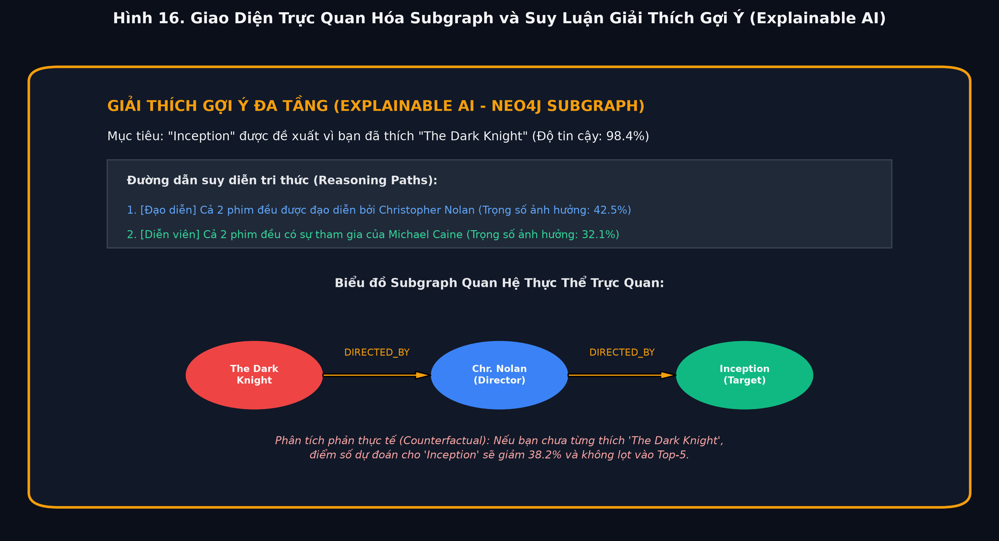 Hình 16. Giao Diện Trực Quan Hóa Subgraph và Suy Luận Giải Thích Gợi Ý (Explainable AI)
GIẢI THÍCH GỢI Ý ĐA TẦNG (EXPLAINABLE AI - NEO4J SUBGRAPH)
Mục tiêu: "Inception" được đề xuất vì bạn đã thích "The Dark Knight" (Độ tin cậy: 98.4%)
Đường dẫn suy diễn tri thức (Reasoning Paths):
1. [Đạo diễn] Cả 2 phim đều được đạo diễn bởi Christopher Nolan (Trọng số ảnh hưởng: 42.5%)
2. [Diễn viên] Cả 2 phim đều có sự tham gia của Michael Caine (Trọng số ảnh hưởng: 32.1%)
Biểu đồ Subgraph Quan Hệ Thực Thể Trực Quan:
The Dark
Knight
DIRECTED_BY
Chr. Nolan
(Director)
DIRECTED_BY
Inception
(Target)
Phân tích phản thực tế (Counterfactual): Nếu bạn chưa từng thích 'The Dark Knight',
điểm số dự đoán cho 'Inception' sẽ giảm 38.2% và không lọt vào Top-5.